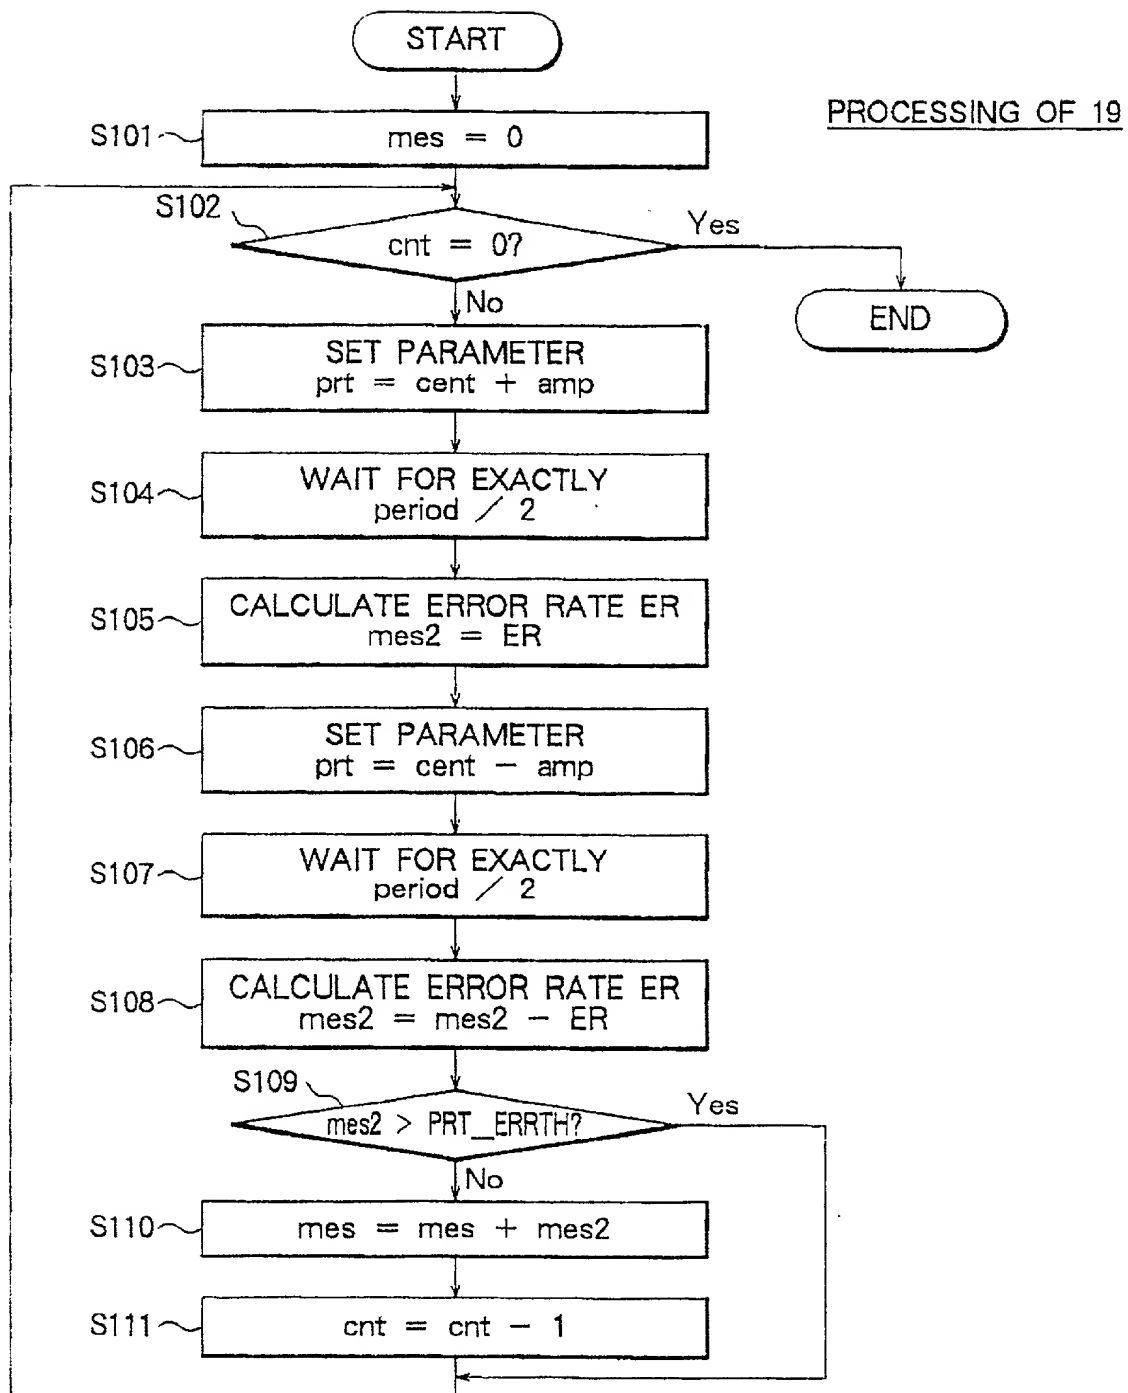 START
PROCESSING OF 19
S101
mes = 0
S102
cnt = 0?
Yes
No
END
S103
SET PARAMETER
prt = cent + amp
S104
WAIT FOR EXACTLY
period / 2
S105
CALCULATE ERROR RATE ER
mes2 = ER
S106
SET PARAMETER
prt = cent - amp
S107
WAIT FOR EXACTLY
period / 2
S108
CALCULATE ERROR RATE ER
mes2 = mes2 - ER
S109
mes2 > PRT_ERRTH?
Yes
No
S110
mes = mes + mes2
S111
cnt = cnt - 1